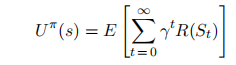 U^π(s) = E [ ∑_{t=0}^{∞} γ^t R(S_t) ]